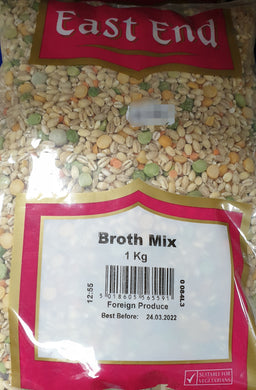 East End
Broth Mix
1 Kg
12:55
5 018605 565591
Foreign Produce
Best Before: 24.03.2022
SUITABLE FOR
VEGETARIANS